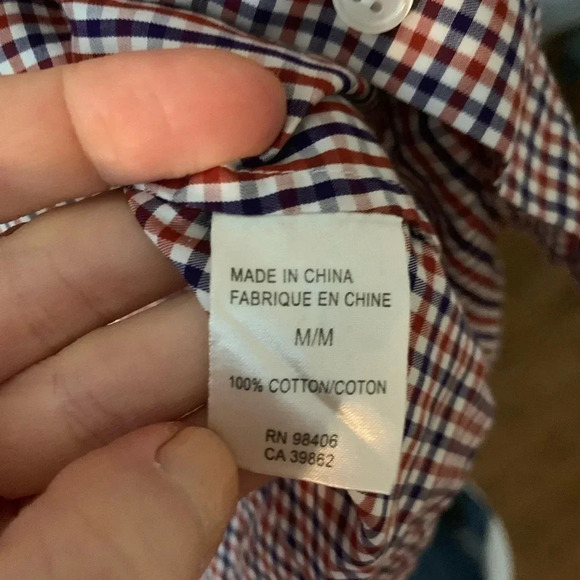 MADE IN CHINA
FABRIQUE EN CHINE
M/M
100% COTTON/COTON
RN 98406
CA 39862